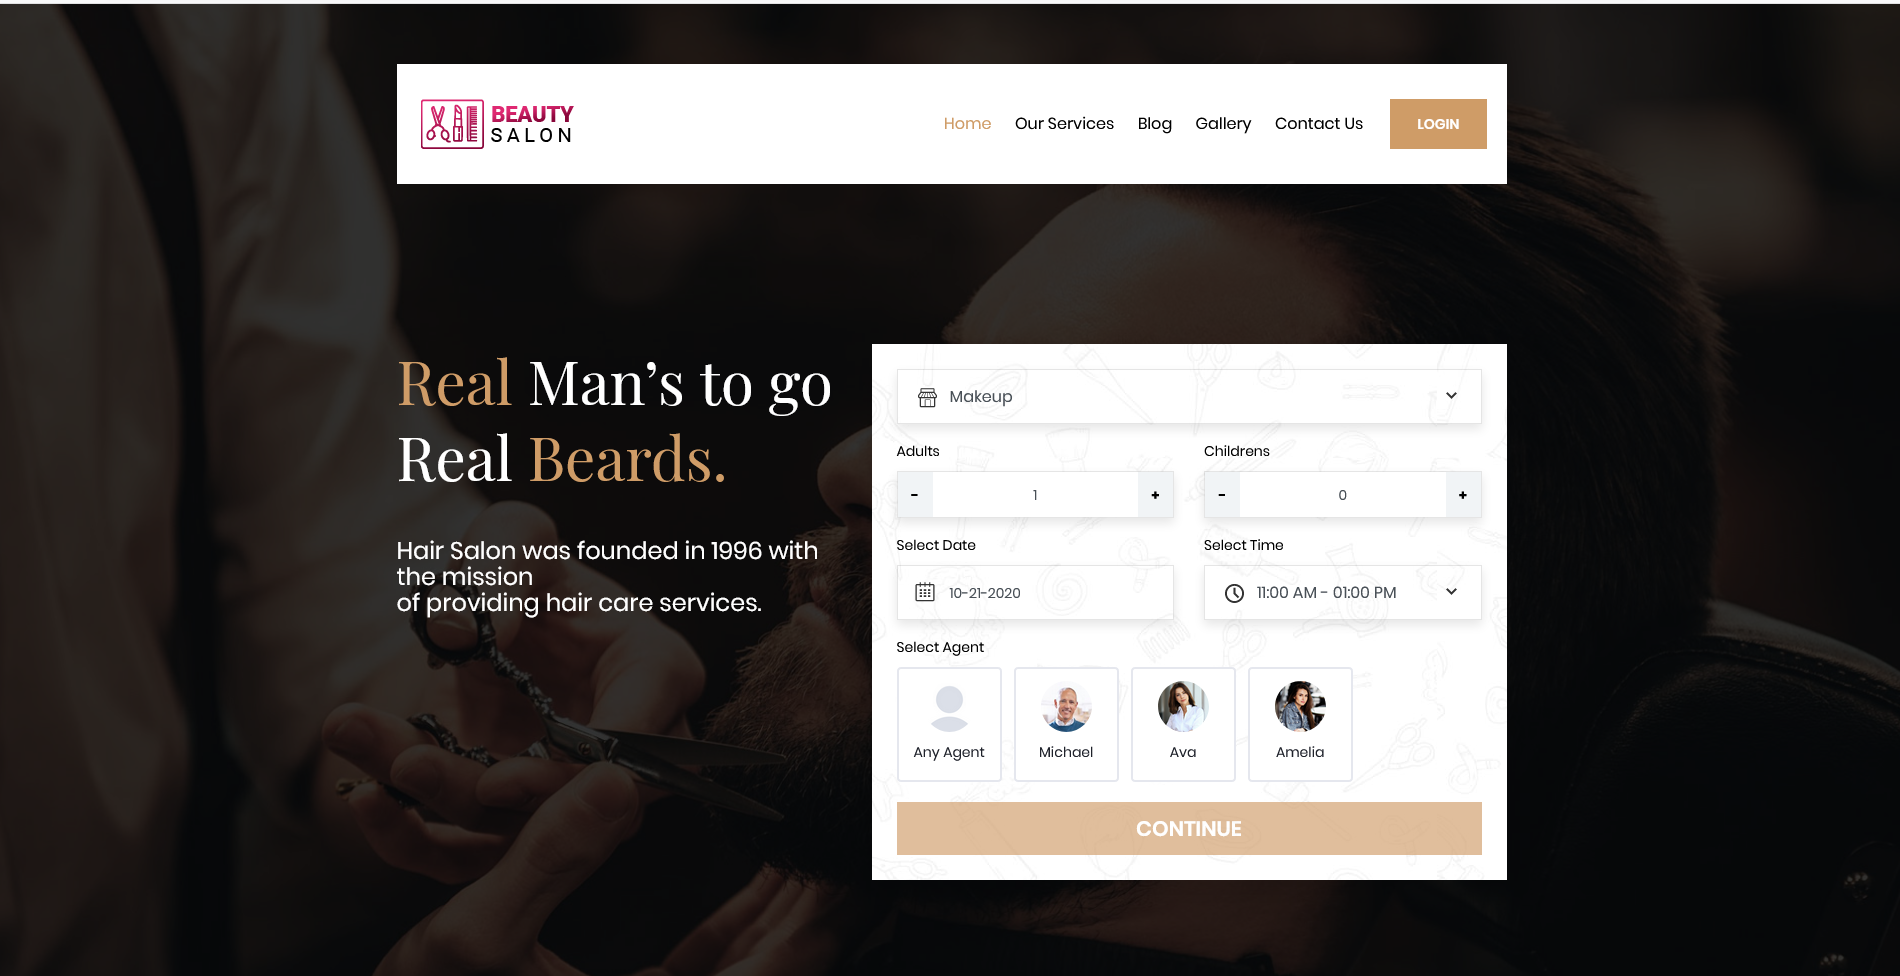 BEAUTY
SALON
Home Our Services Blog Gallery Contact Us LOGIN
Real Man’s to go
Real Beards.
Hair Salon was founded in 1996 with
the mission
of providing hair care services.
Makeup
Adults Childrens
- 1 + - 0 +
Select Date Select Time
10-21-2020 11:00 AM - 01:00 PM
Select Agent
Any Agent Michael Ava Amelia
CONTINUE